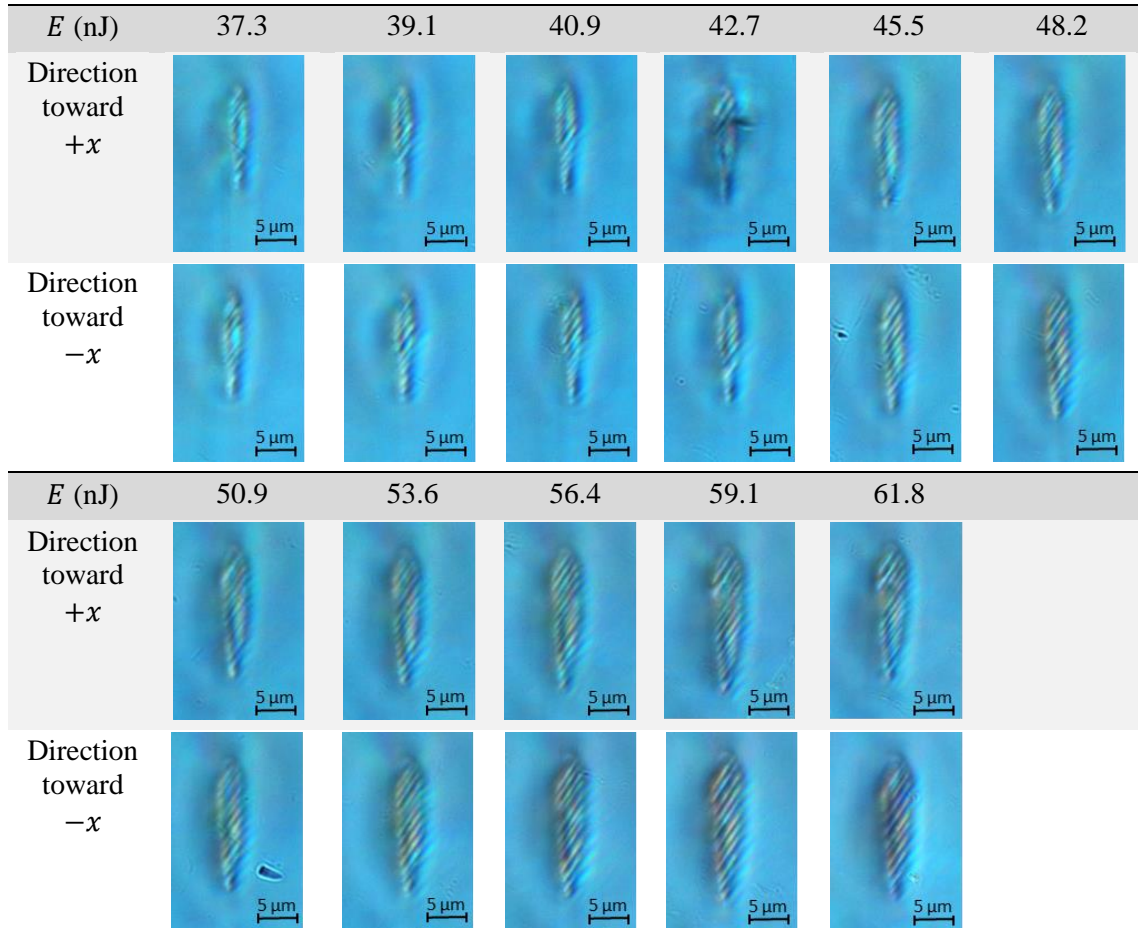 E (nJ) 37.3 39.1 40.9 42.7 45.5 48.2
Direction
toward
+x
5 µm 5 µm 5 µm 5 µm 5 µm 5 µm
Direction
toward
−x
5 µm 5 µm 5 µm 5 µm 5 µm 5 µm
E (nJ) 50.9 53.6 56.4 59.1 61.8
Direction
toward
+x
5 µm 5 µm 5 µm 5 µm 5 µm
Direction
toward
−x
5 µm 5 µm 5 µm 5 µm 5 µm